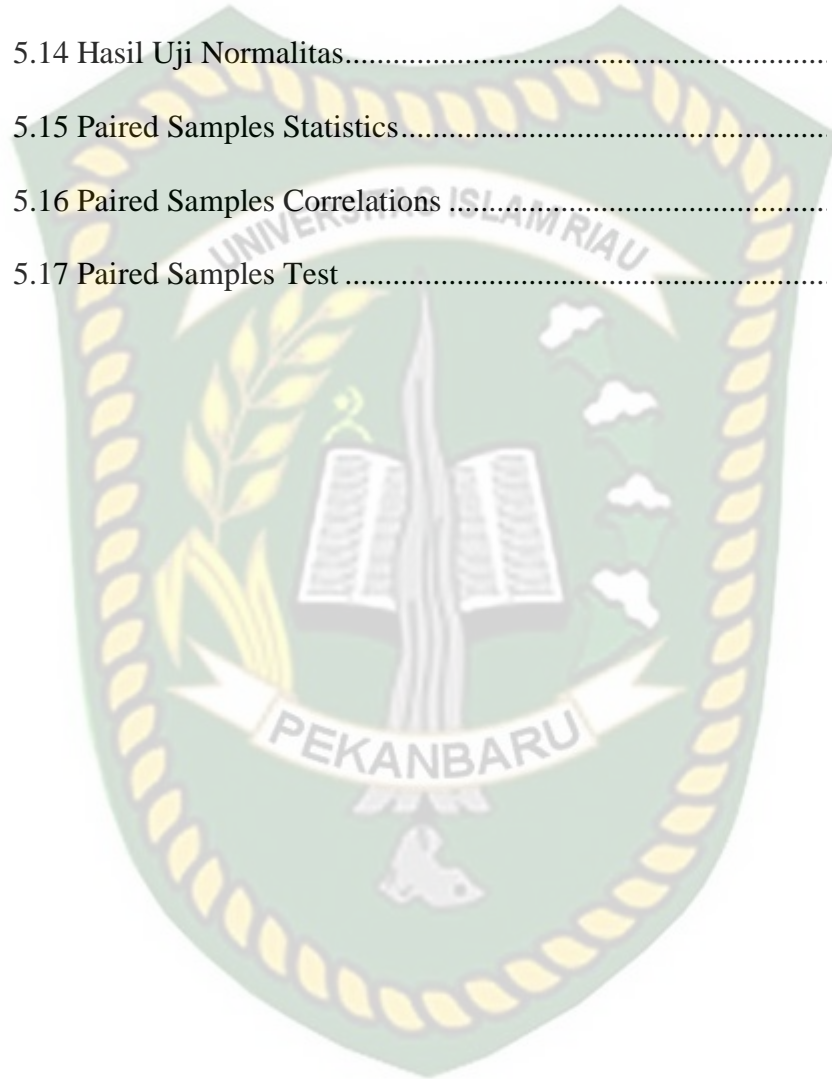 5.14 Hasil Uji Normalitas................................................................
5.15 Paired Samples Statistics........................................................
UNIVERSITAS ISLAM RIAU
5.16 Paired Samples Correlations ..................................................
5.17 Paired Samples Test ................................................................
PEKANBARU